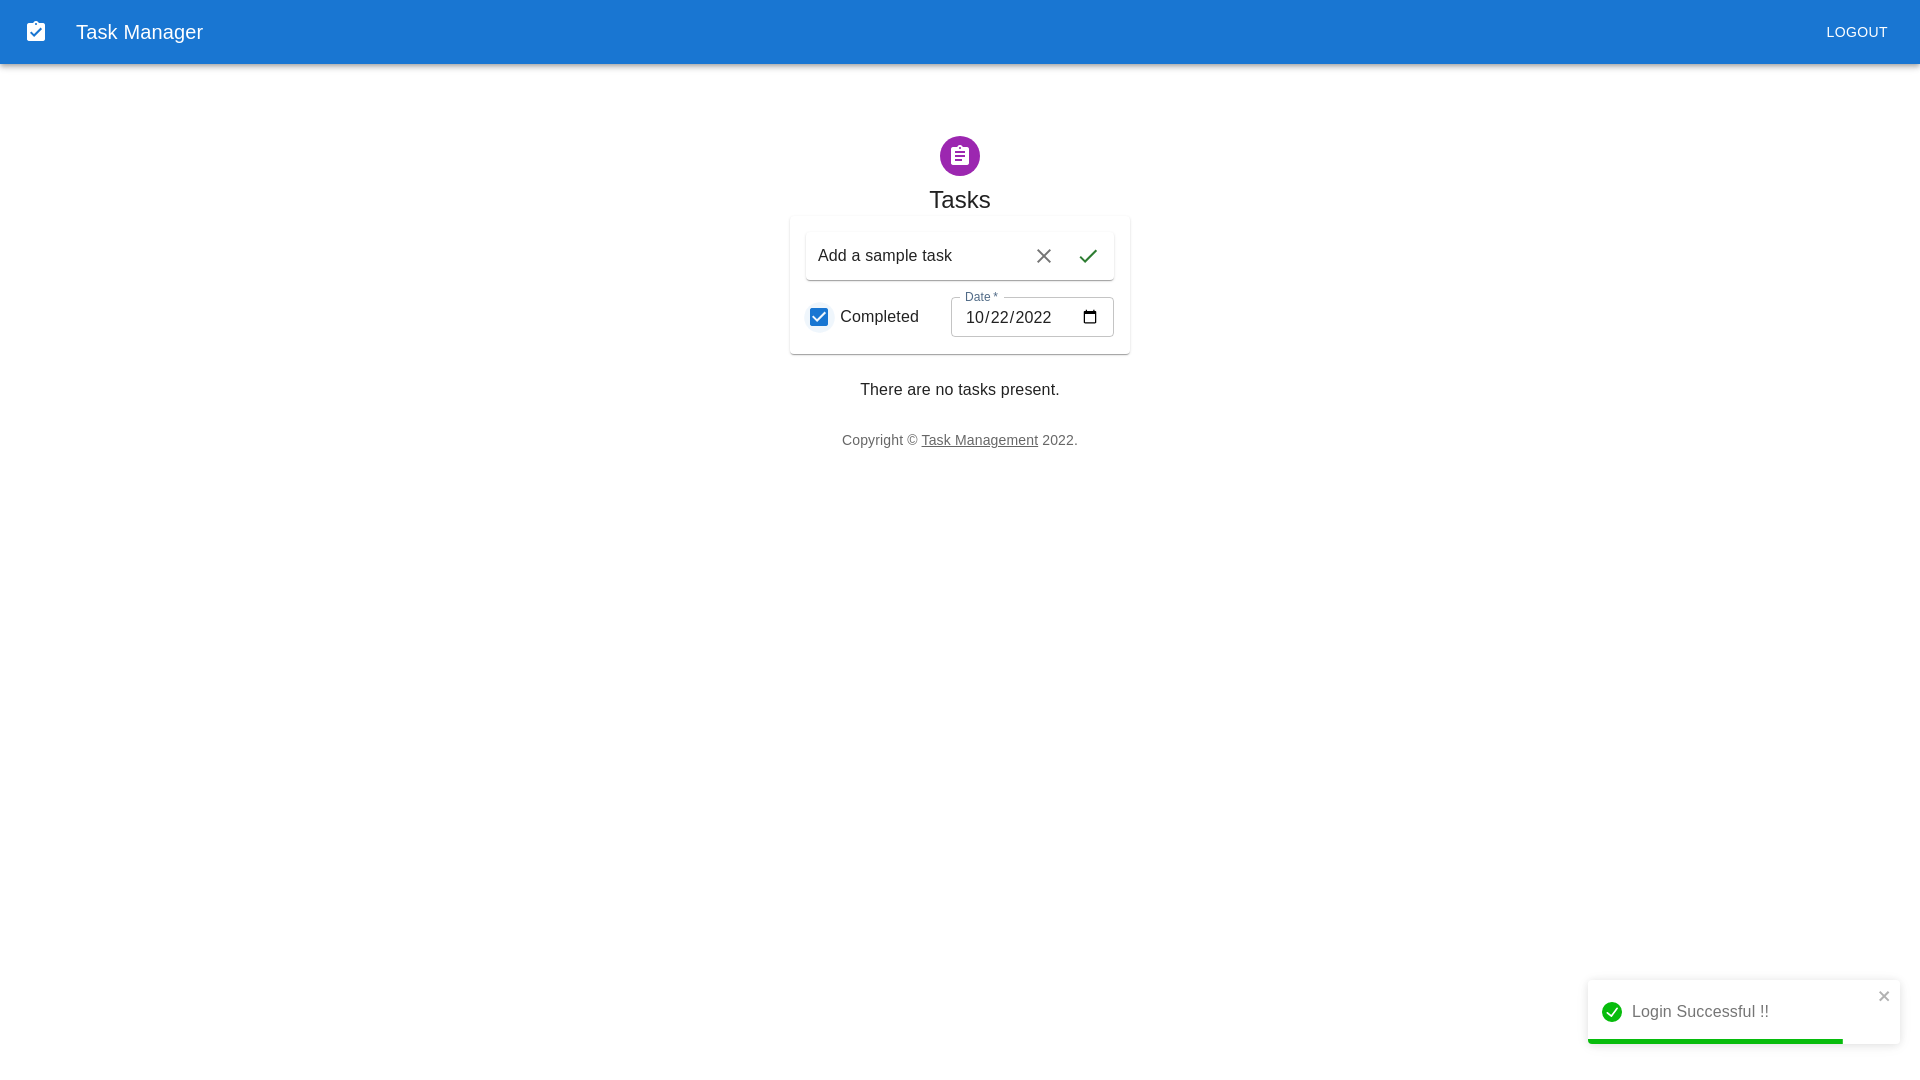 Task Manager
LOGOUT
Tasks
Add a sample task
Completed
Date *
10/22/2022
There are no tasks present.
Copyright © Task Management 2022.
Login Successful !!